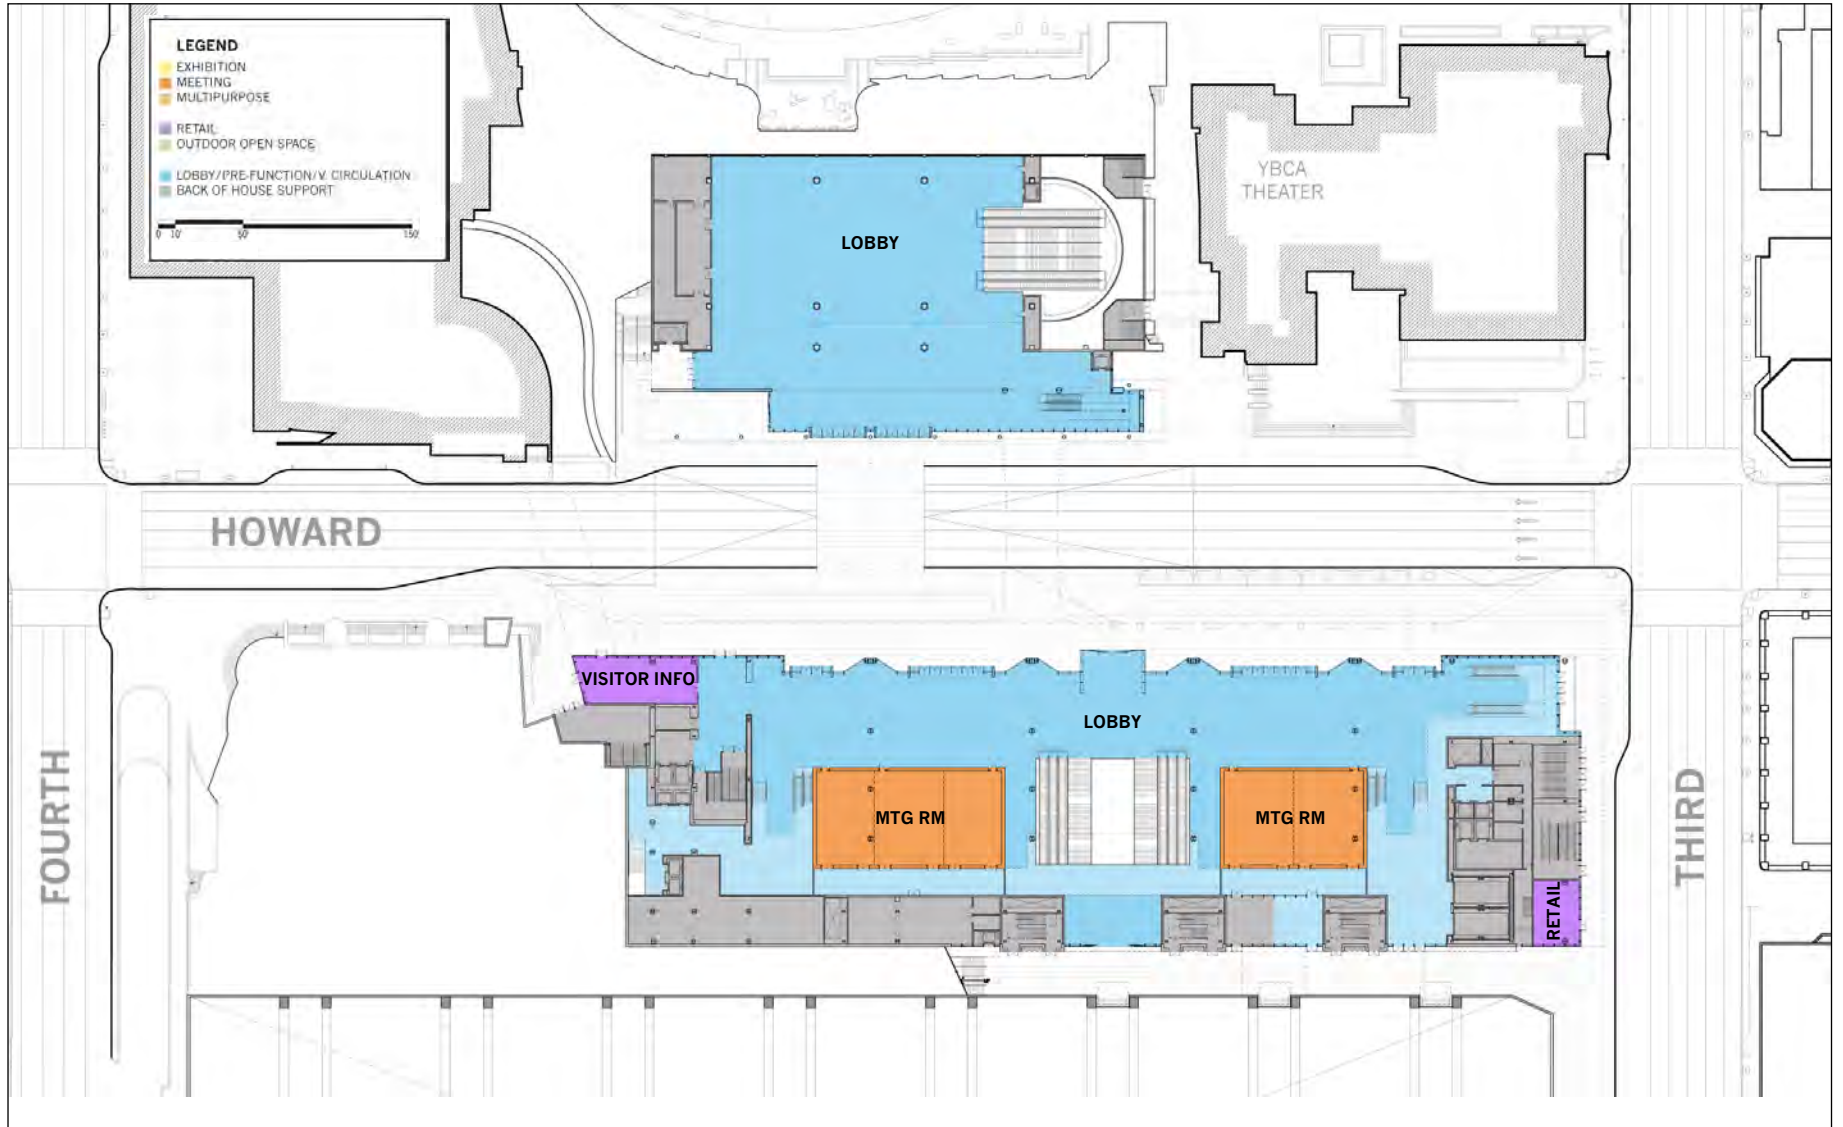 LEGEND
EXHIBITION
MEETING
MULTIPURPOSE
RETAIL
OUTDOOR OPEN SPACE
LOBBY/PRE-FUNCTION/V. CIRCULATION
BACK OF HOUSE SUPPORT
0 10' 50' 150'
YBCA
THEATER
LOBBY
HOWARD
VISITOR INFO
LOBBY
MTG RM
MTG RM
FOURTH
THIRD
RETAIL